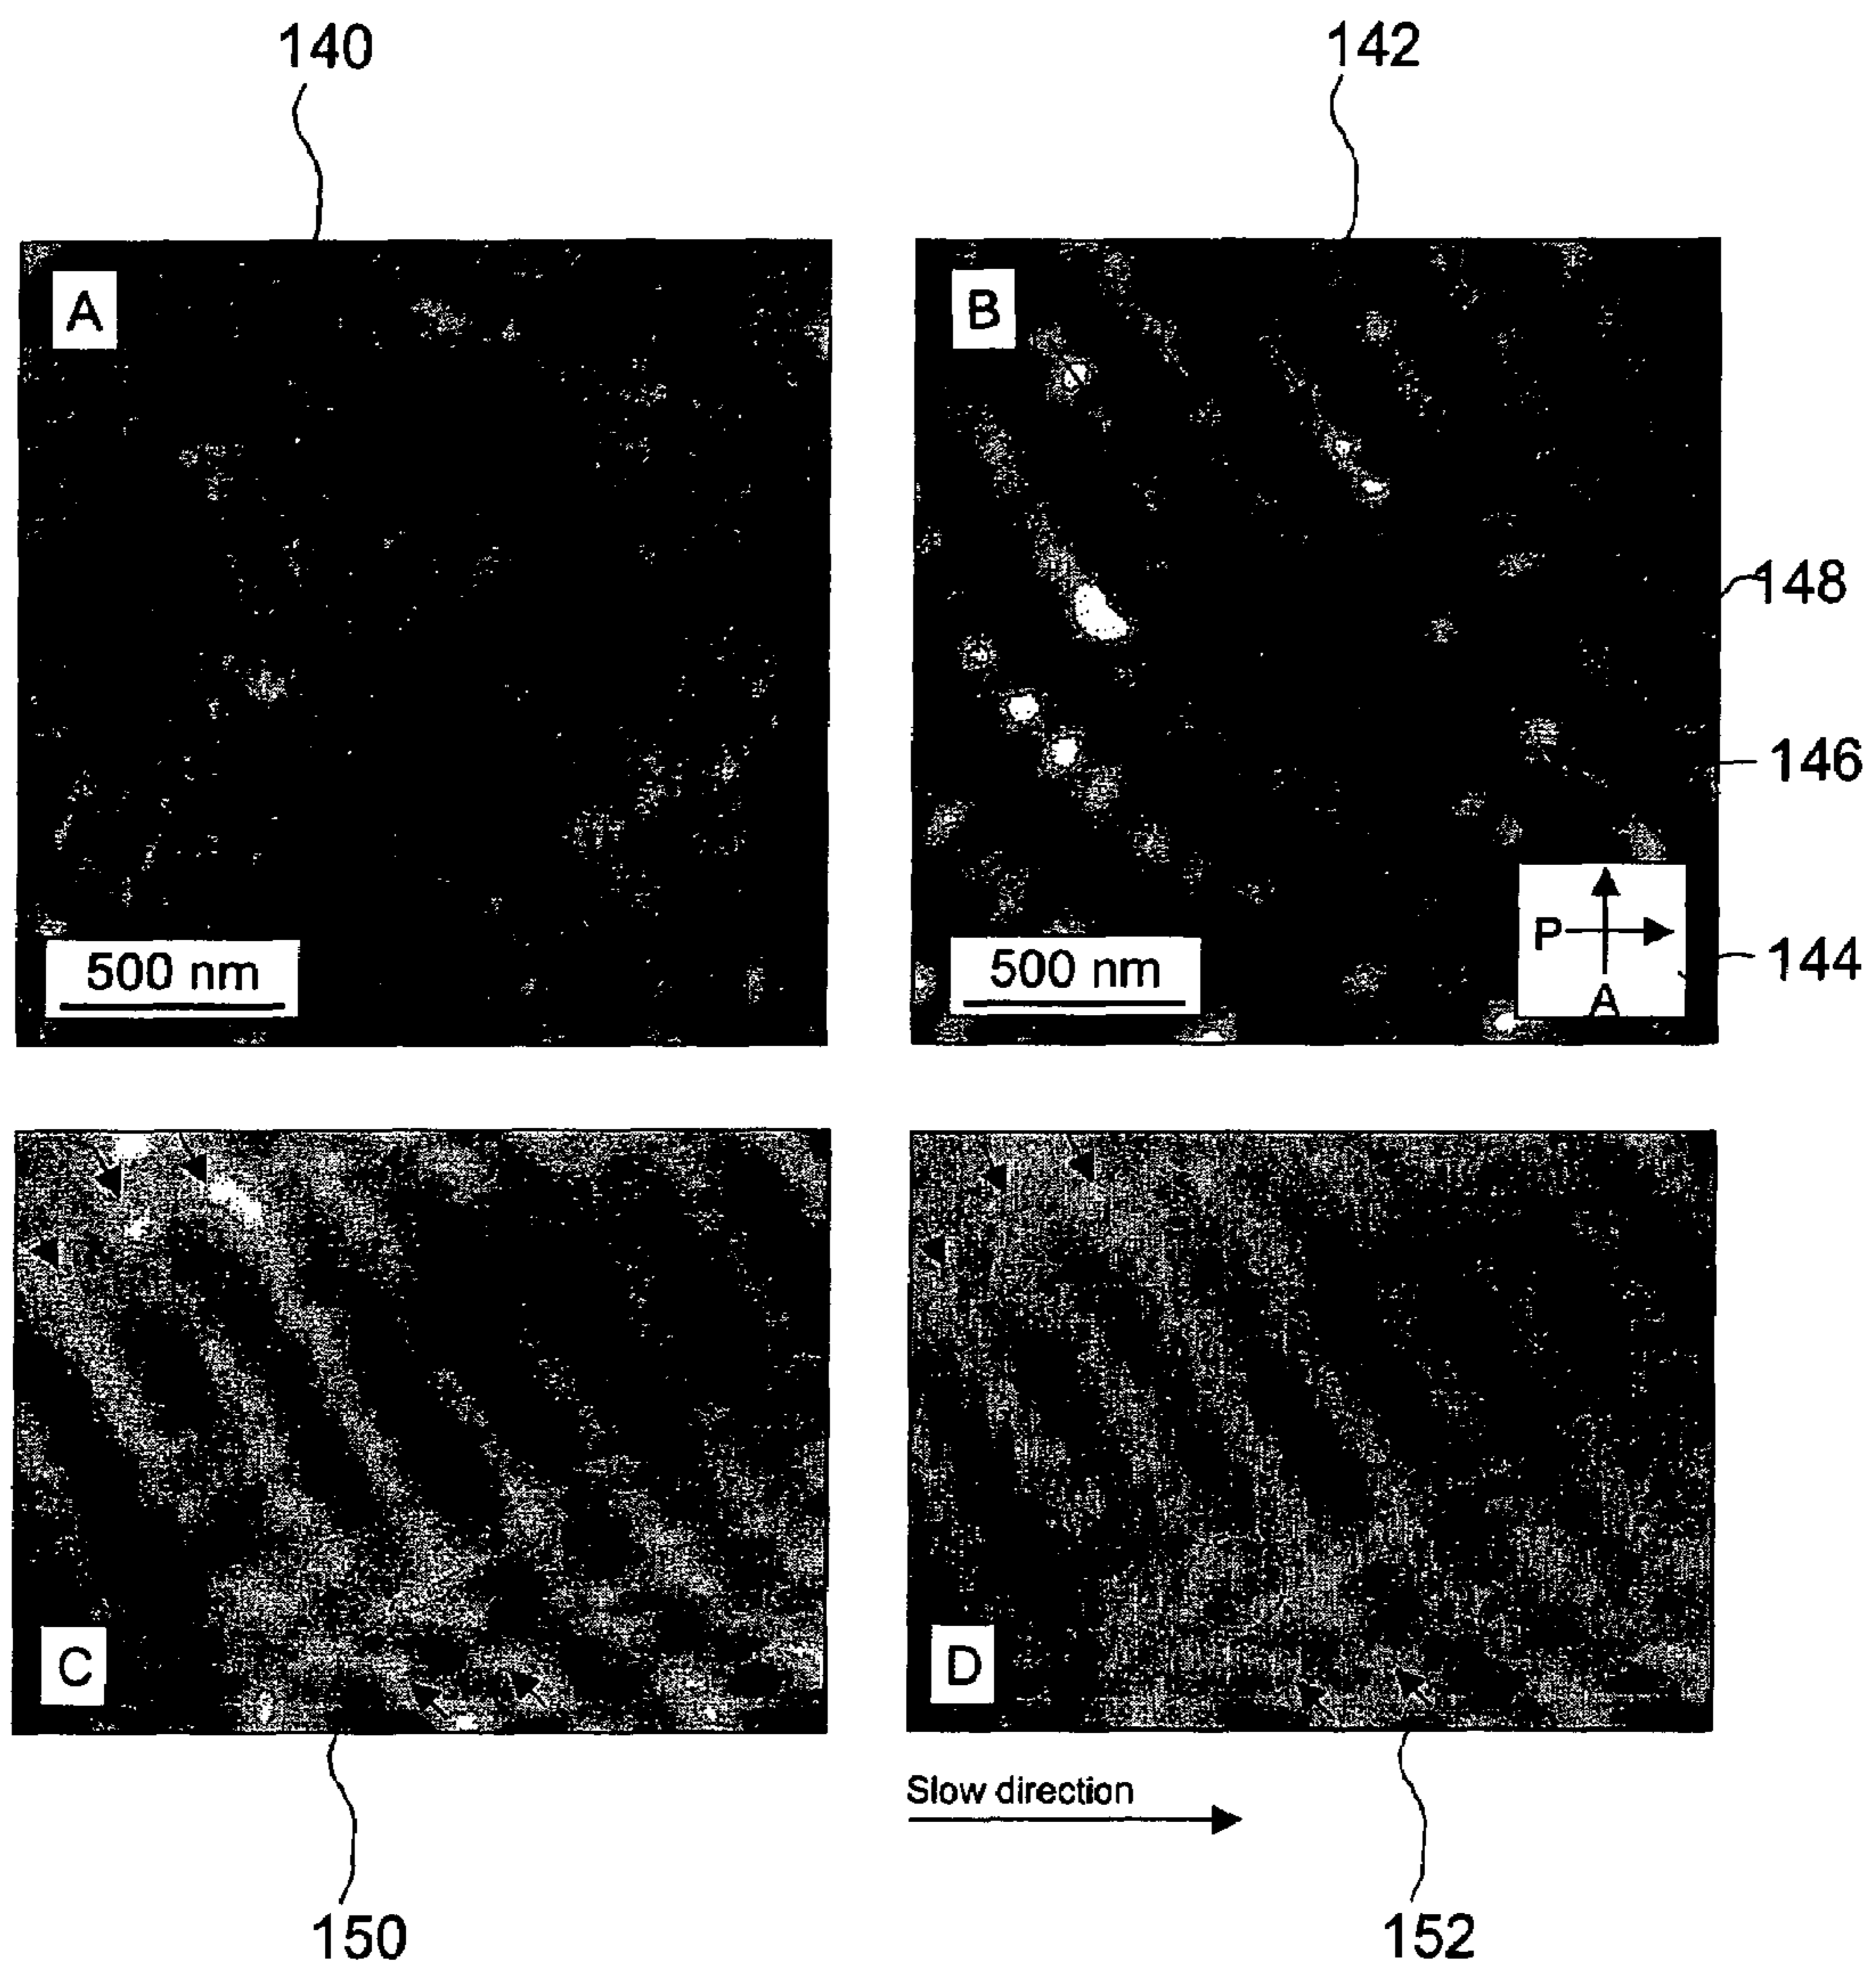 140
142
A
B
148
146
P
144
A
500 nm
500 nm
C
D
Slow direction
150
152